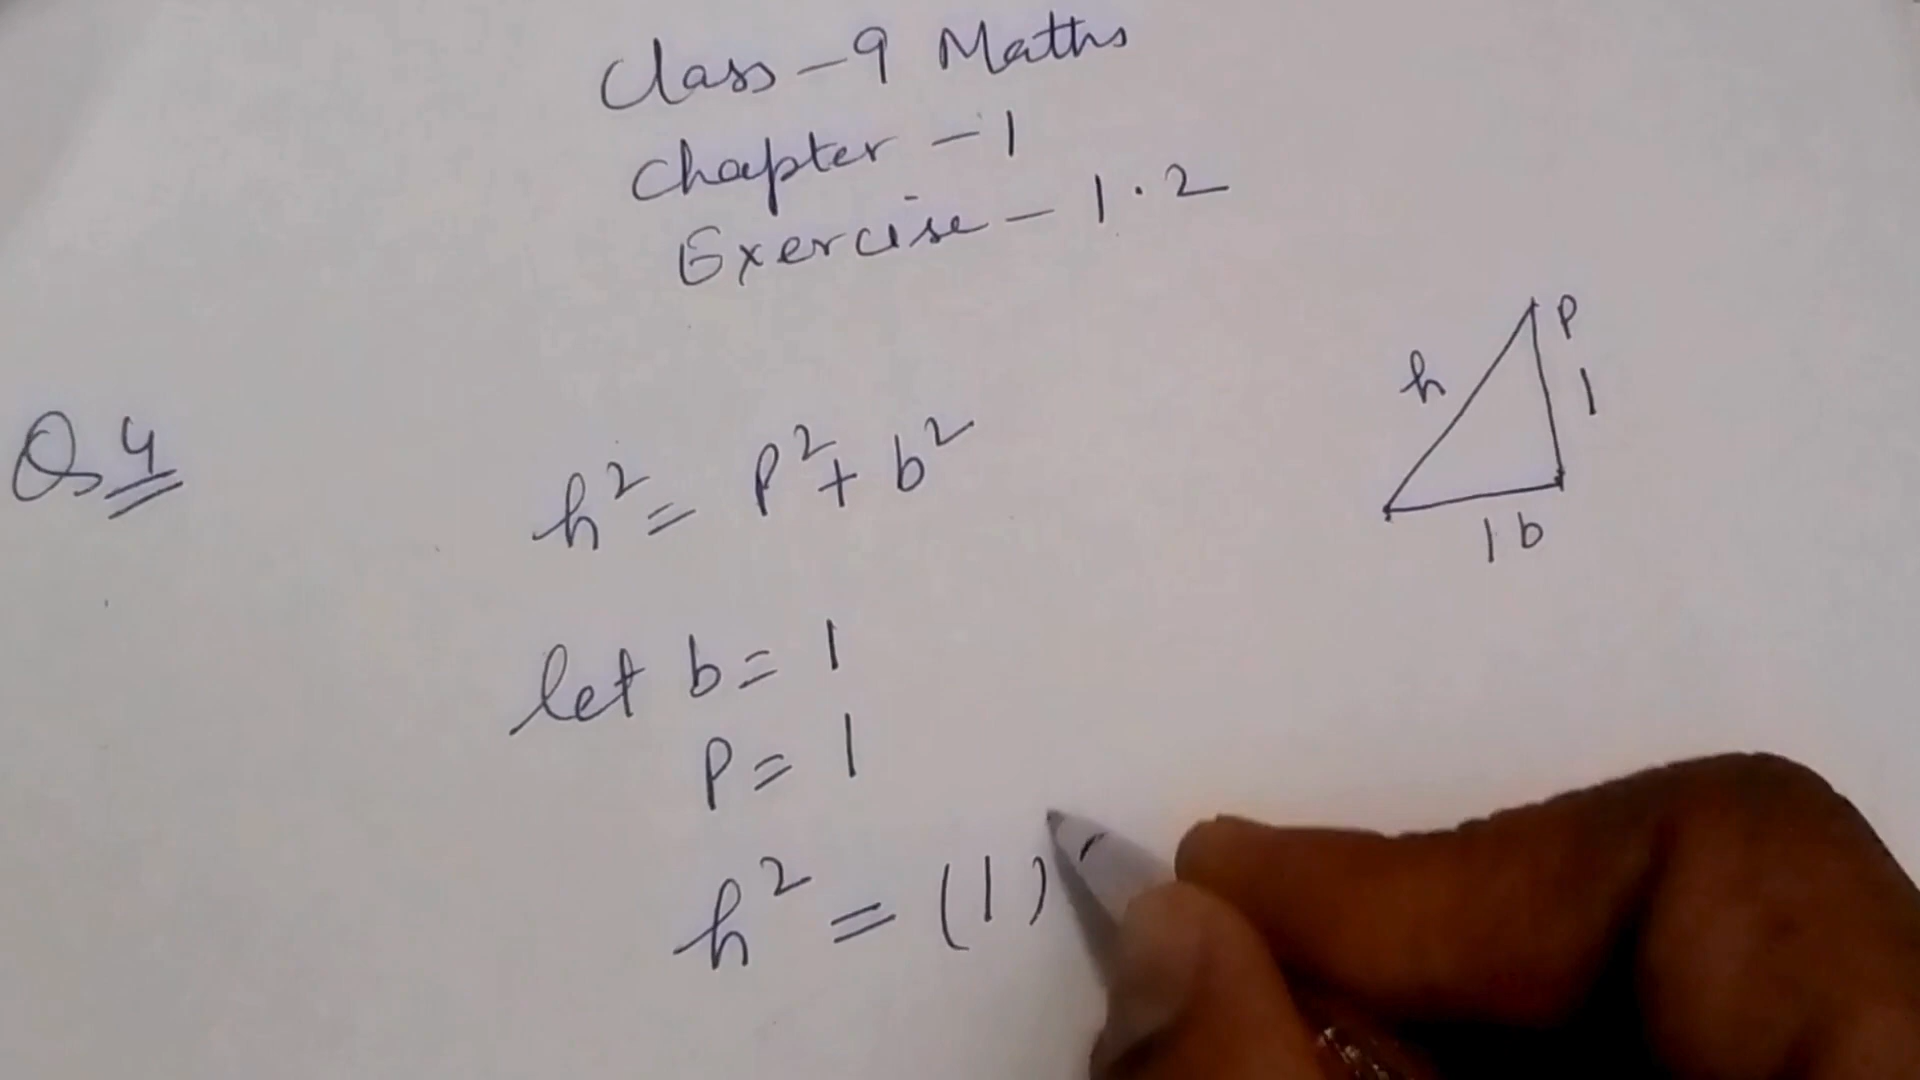 Class - 9 Maths
Chapter - 1
Exercise - 1.2
Q 4
h² = p² + b²
h
p
1
1 b
let b = 1
p = 1
h² = (1)